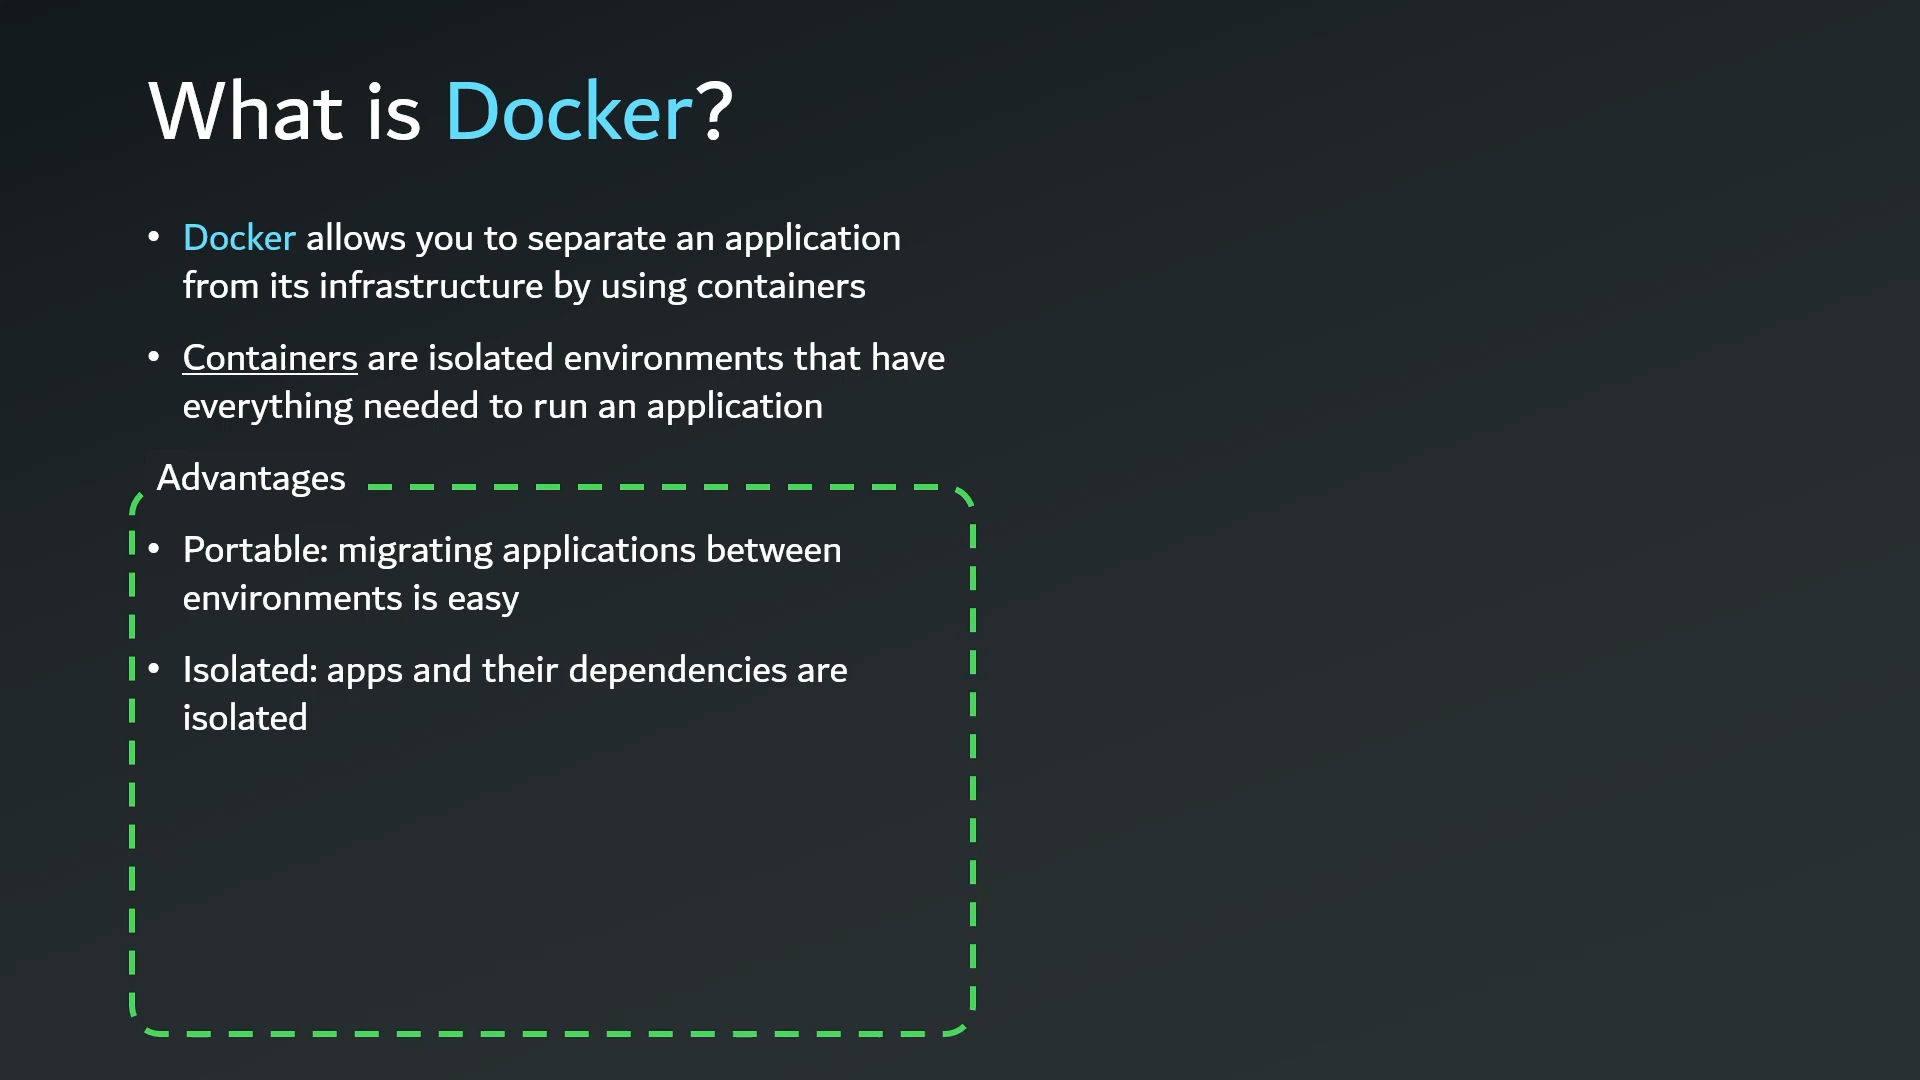 What is Docker?
• Docker allows you to separate an application
from its infrastructure by using containers
• Containers are isolated environments that have
everything needed to run an application
Advantages
• Portable: migrating applications between
environments is easy
• Isolated: apps and their dependencies are
isolated